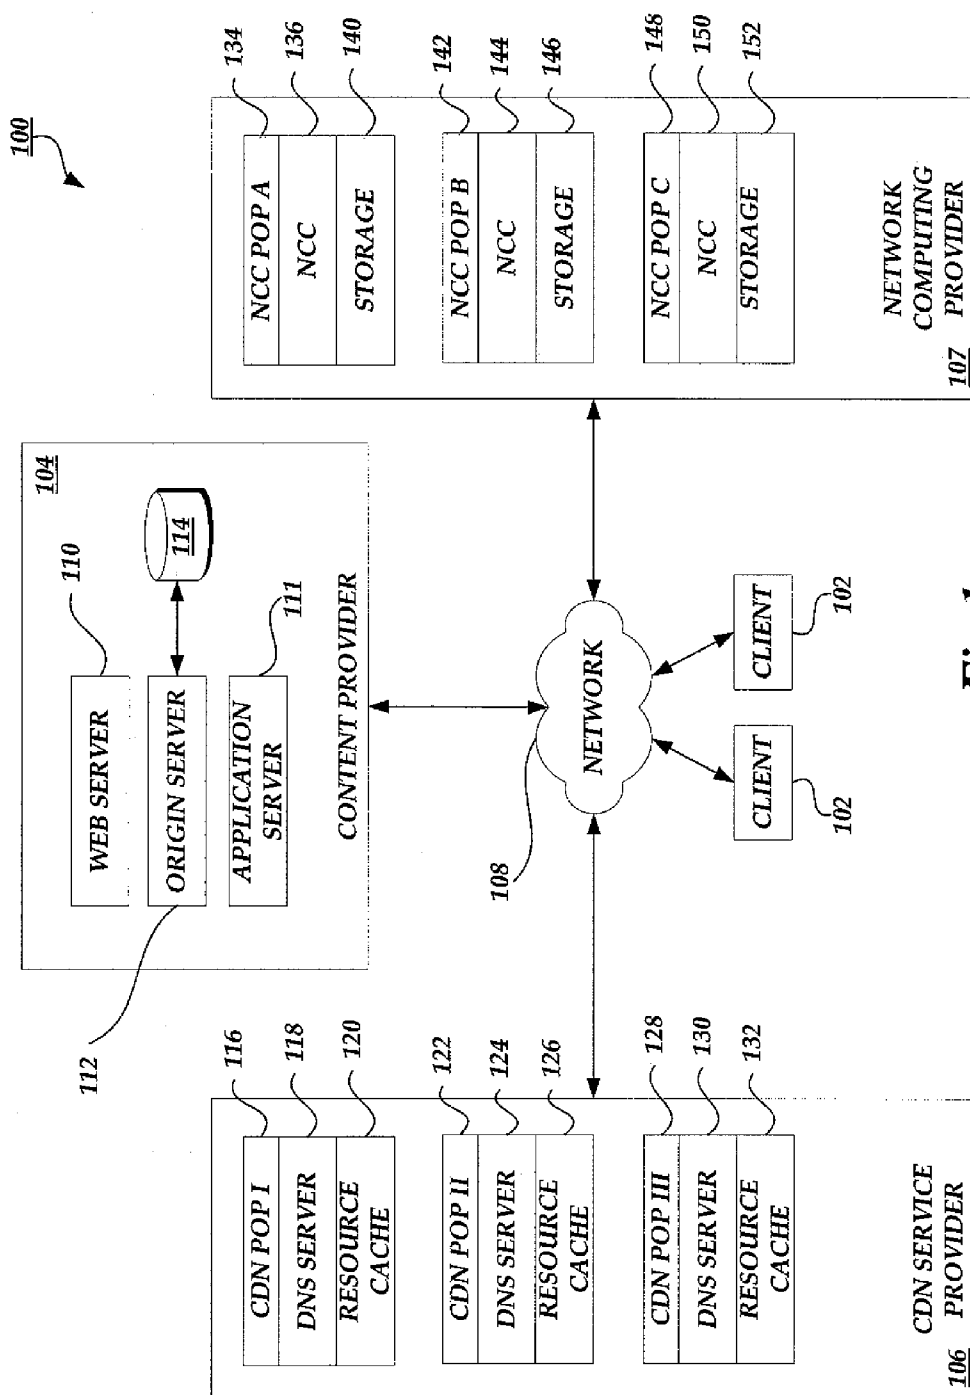 100
104
WEB SERVER
110
ORIGIN SERVER
114
APPLICATION
SERVER
111
112
CONTENT PROVIDER
CDN POP I
116
DNS SERVER
118
RESOURCE
CACHE
120
CDN POP II
122
DNS SERVER
124
RESOURCE
CACHE
126
CDN POP III
128
DNS SERVER
130
RESOURCE
CACHE
132
CDN SERVICE
PROVIDER
106
108
NETWORK
CLIENT
102
CLIENT
102
NCC POP A
134
NCC
136
STORAGE
140
NCC POP B
142
NCC
144
STORAGE
146
NCC POP C
148
NCC
150
STORAGE
152
NETWORK
COMPUTING
PROVIDER
107